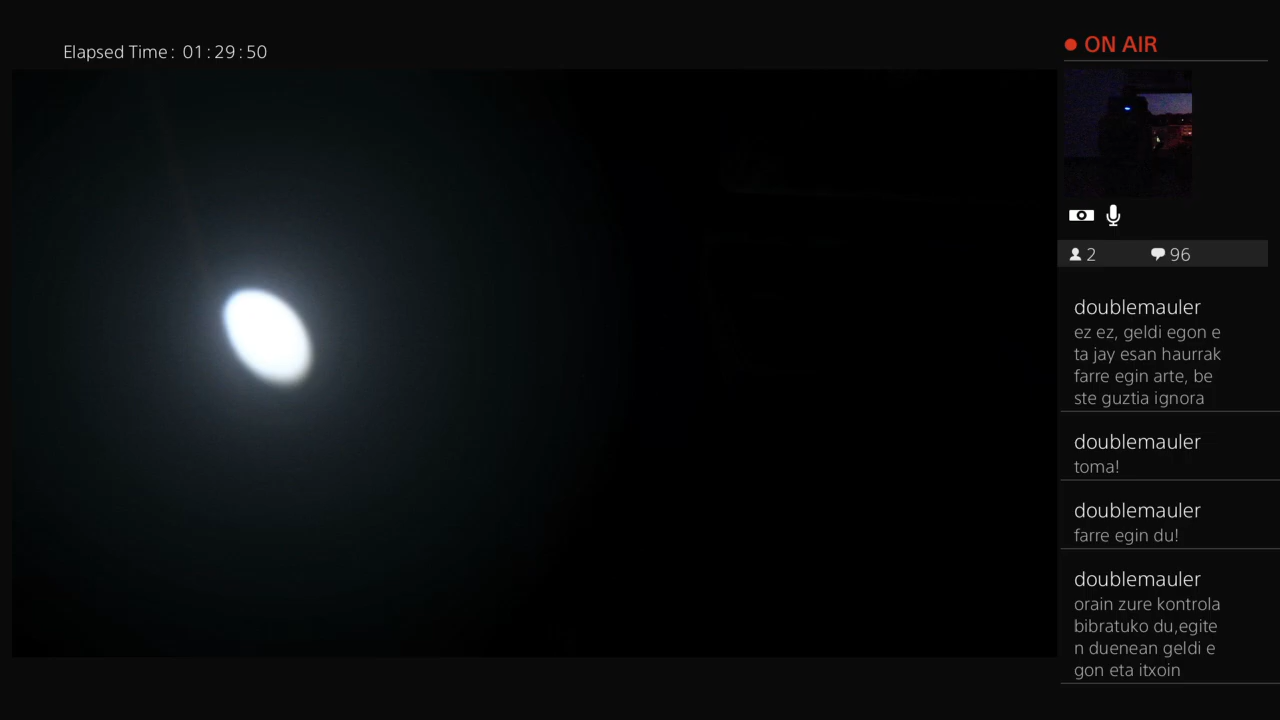 Elapsed Time: 01:29:50
ON AIR
2 96
doublemauler
ez ez, geldi egon e
ta jay esan haurrak
farre egin arte, be
ste guztia ignora
doublemauler
toma!
doublemauler
farre egin du!
doublemauler
orain zure kontrola
bibratuko du,egite
n duenean geldi e
gon eta itxoin